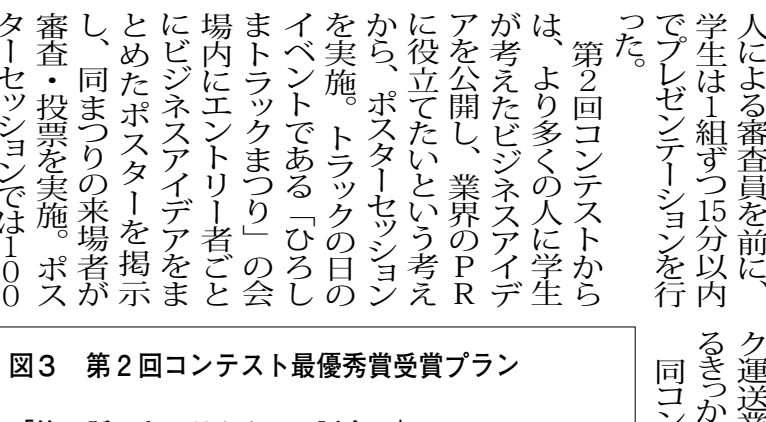 人による審査員を前に、
学生は1組ずつ15分以内
でプレゼンテーションを行
った。
　第2回コンテストから
は、より多くの人に学生
が考えたビジネスアイデ
アを公開し、業界のPR
に役立てたいという考え
から、ポスターセッション
を実施。トラックの日の
イベントである「ひろし
まトラックまつり」の会
場内にエントリー者ごと
にビジネスアイデアをま
とめたポスターを掲示
し、同まつりの来場者が
審査・投票を実施。ポス
ターセッションでは100
ク運送業
るきっか
同コン
図3　第2回コンテスト最優秀賞受賞プラン